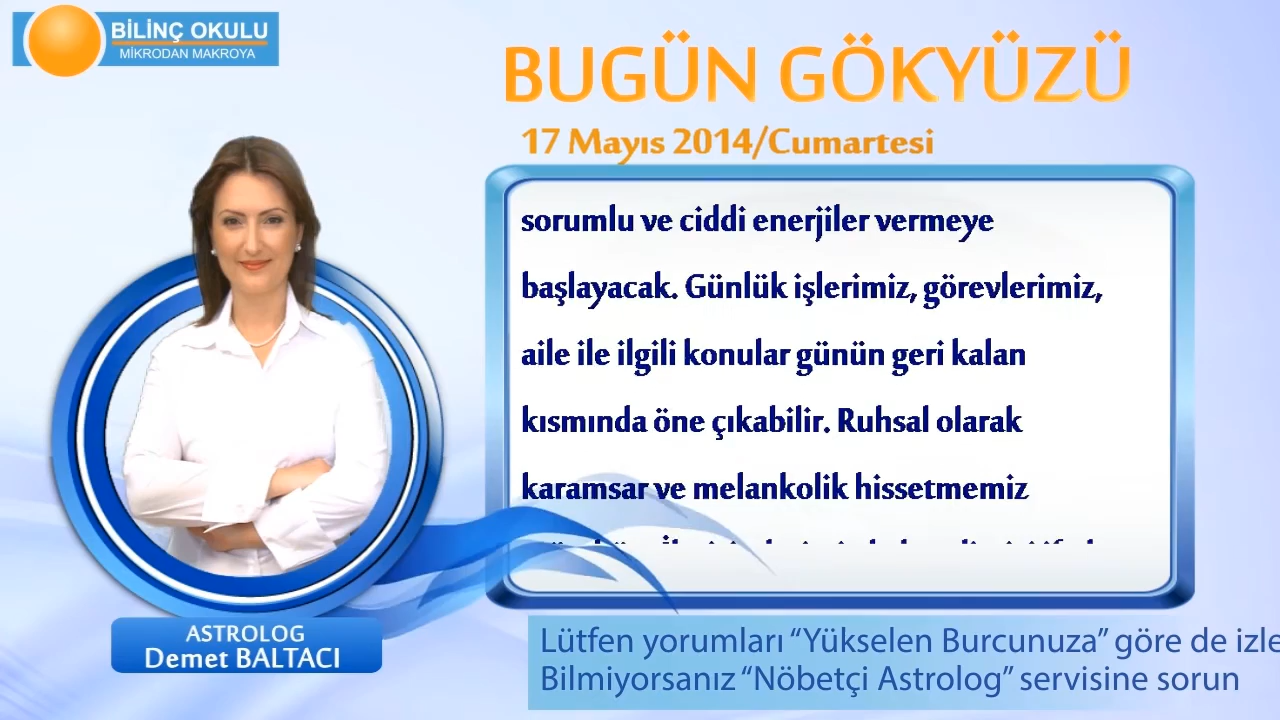 BİLİNÇ OKULU
MİKRODAN MAKROYA
BUGÜN GÖKYÜZÜ
17 Mayıs 2014/Cumartesi
sorumlu ve ciddi enerjiler vermeye
başlayacak. Günlük işlerimiz, görevlerimiz,
aile ile ilgili konular günün geri kalan
kısmında öne çıkabilir. Ruhsal olarak
karamsar ve melankolik hissetmemiz
ASTROLOG
Demet BALTACI
Lütfen yorumları “Yükselen Burcunuza” göre de izle
Bilmiyorsanız “Nöbetçi Astrolog” servisine sorun